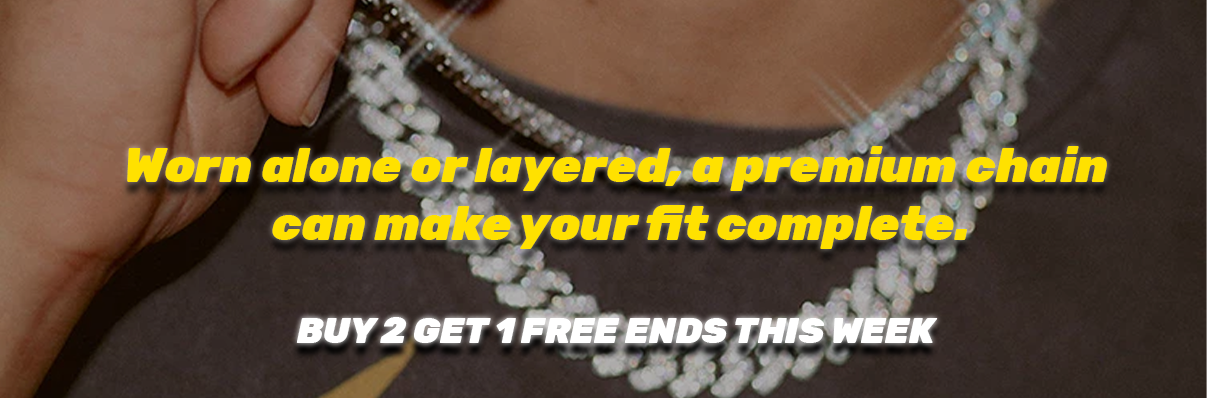 Worn alone or layered, a premium chain
can make your fit complete.
BUY 2 GET 1 FREE ENDS THIS WEEK